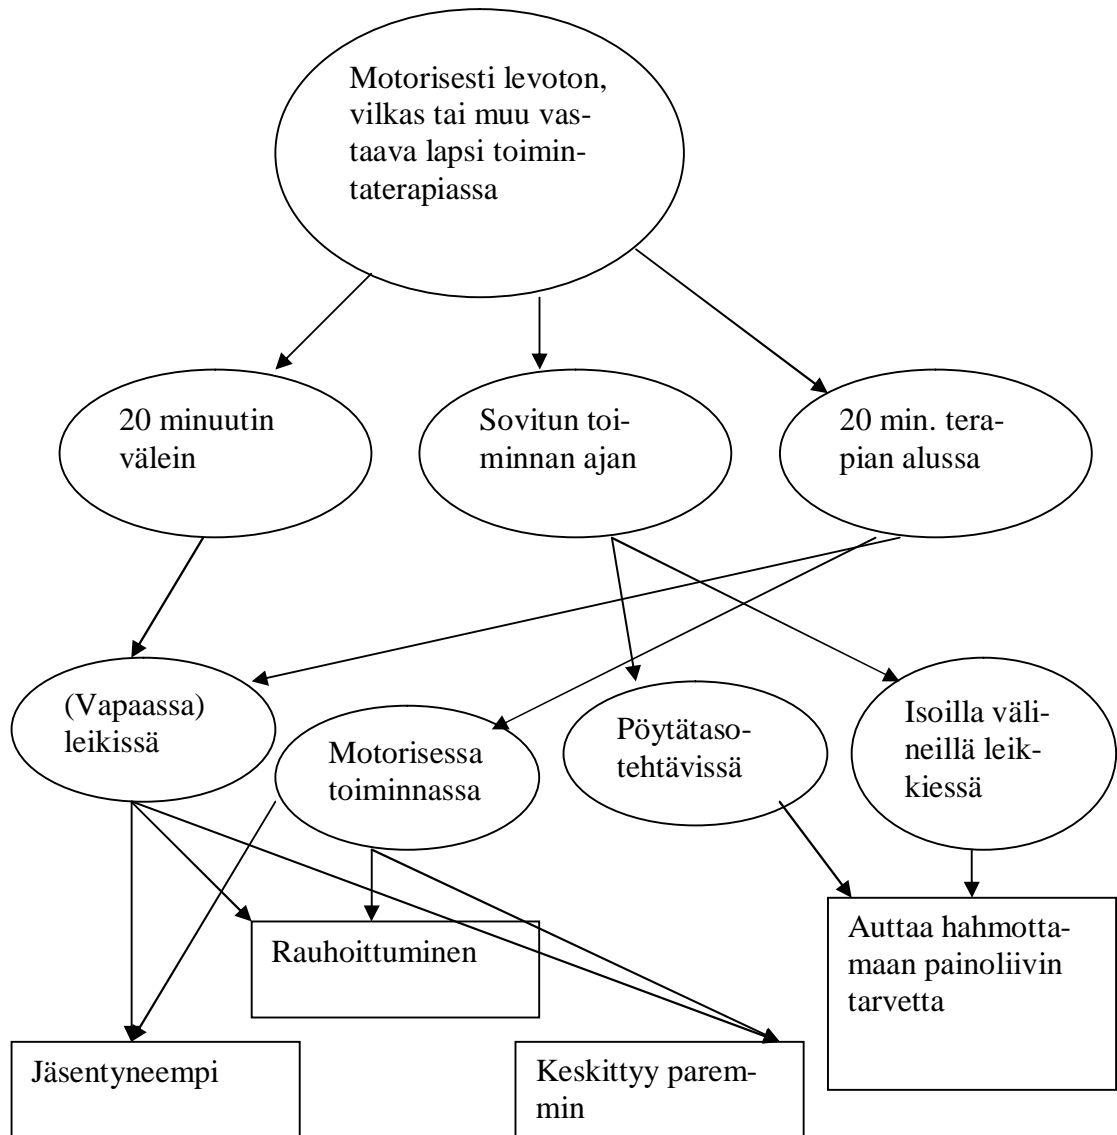 Motorisesti levoton,
vilkas tai muu vas-
taava lapsi toimin-
taterapiassa
20 minuutin
välein
Sovitun toi-
minnan ajan
20 min. tera-
pian alussa
(Vapaassa)
leikissä
Motorisessa
toiminnassa
Pöytätaso-
tehtävissä
Isoilla väli-
neillä leik-
kiessä
Rauhoittuminen
Auttaa hahmotta-
maan painoliivin
tarvetta
Jäsentyneempi
Keskittyy parem-
min